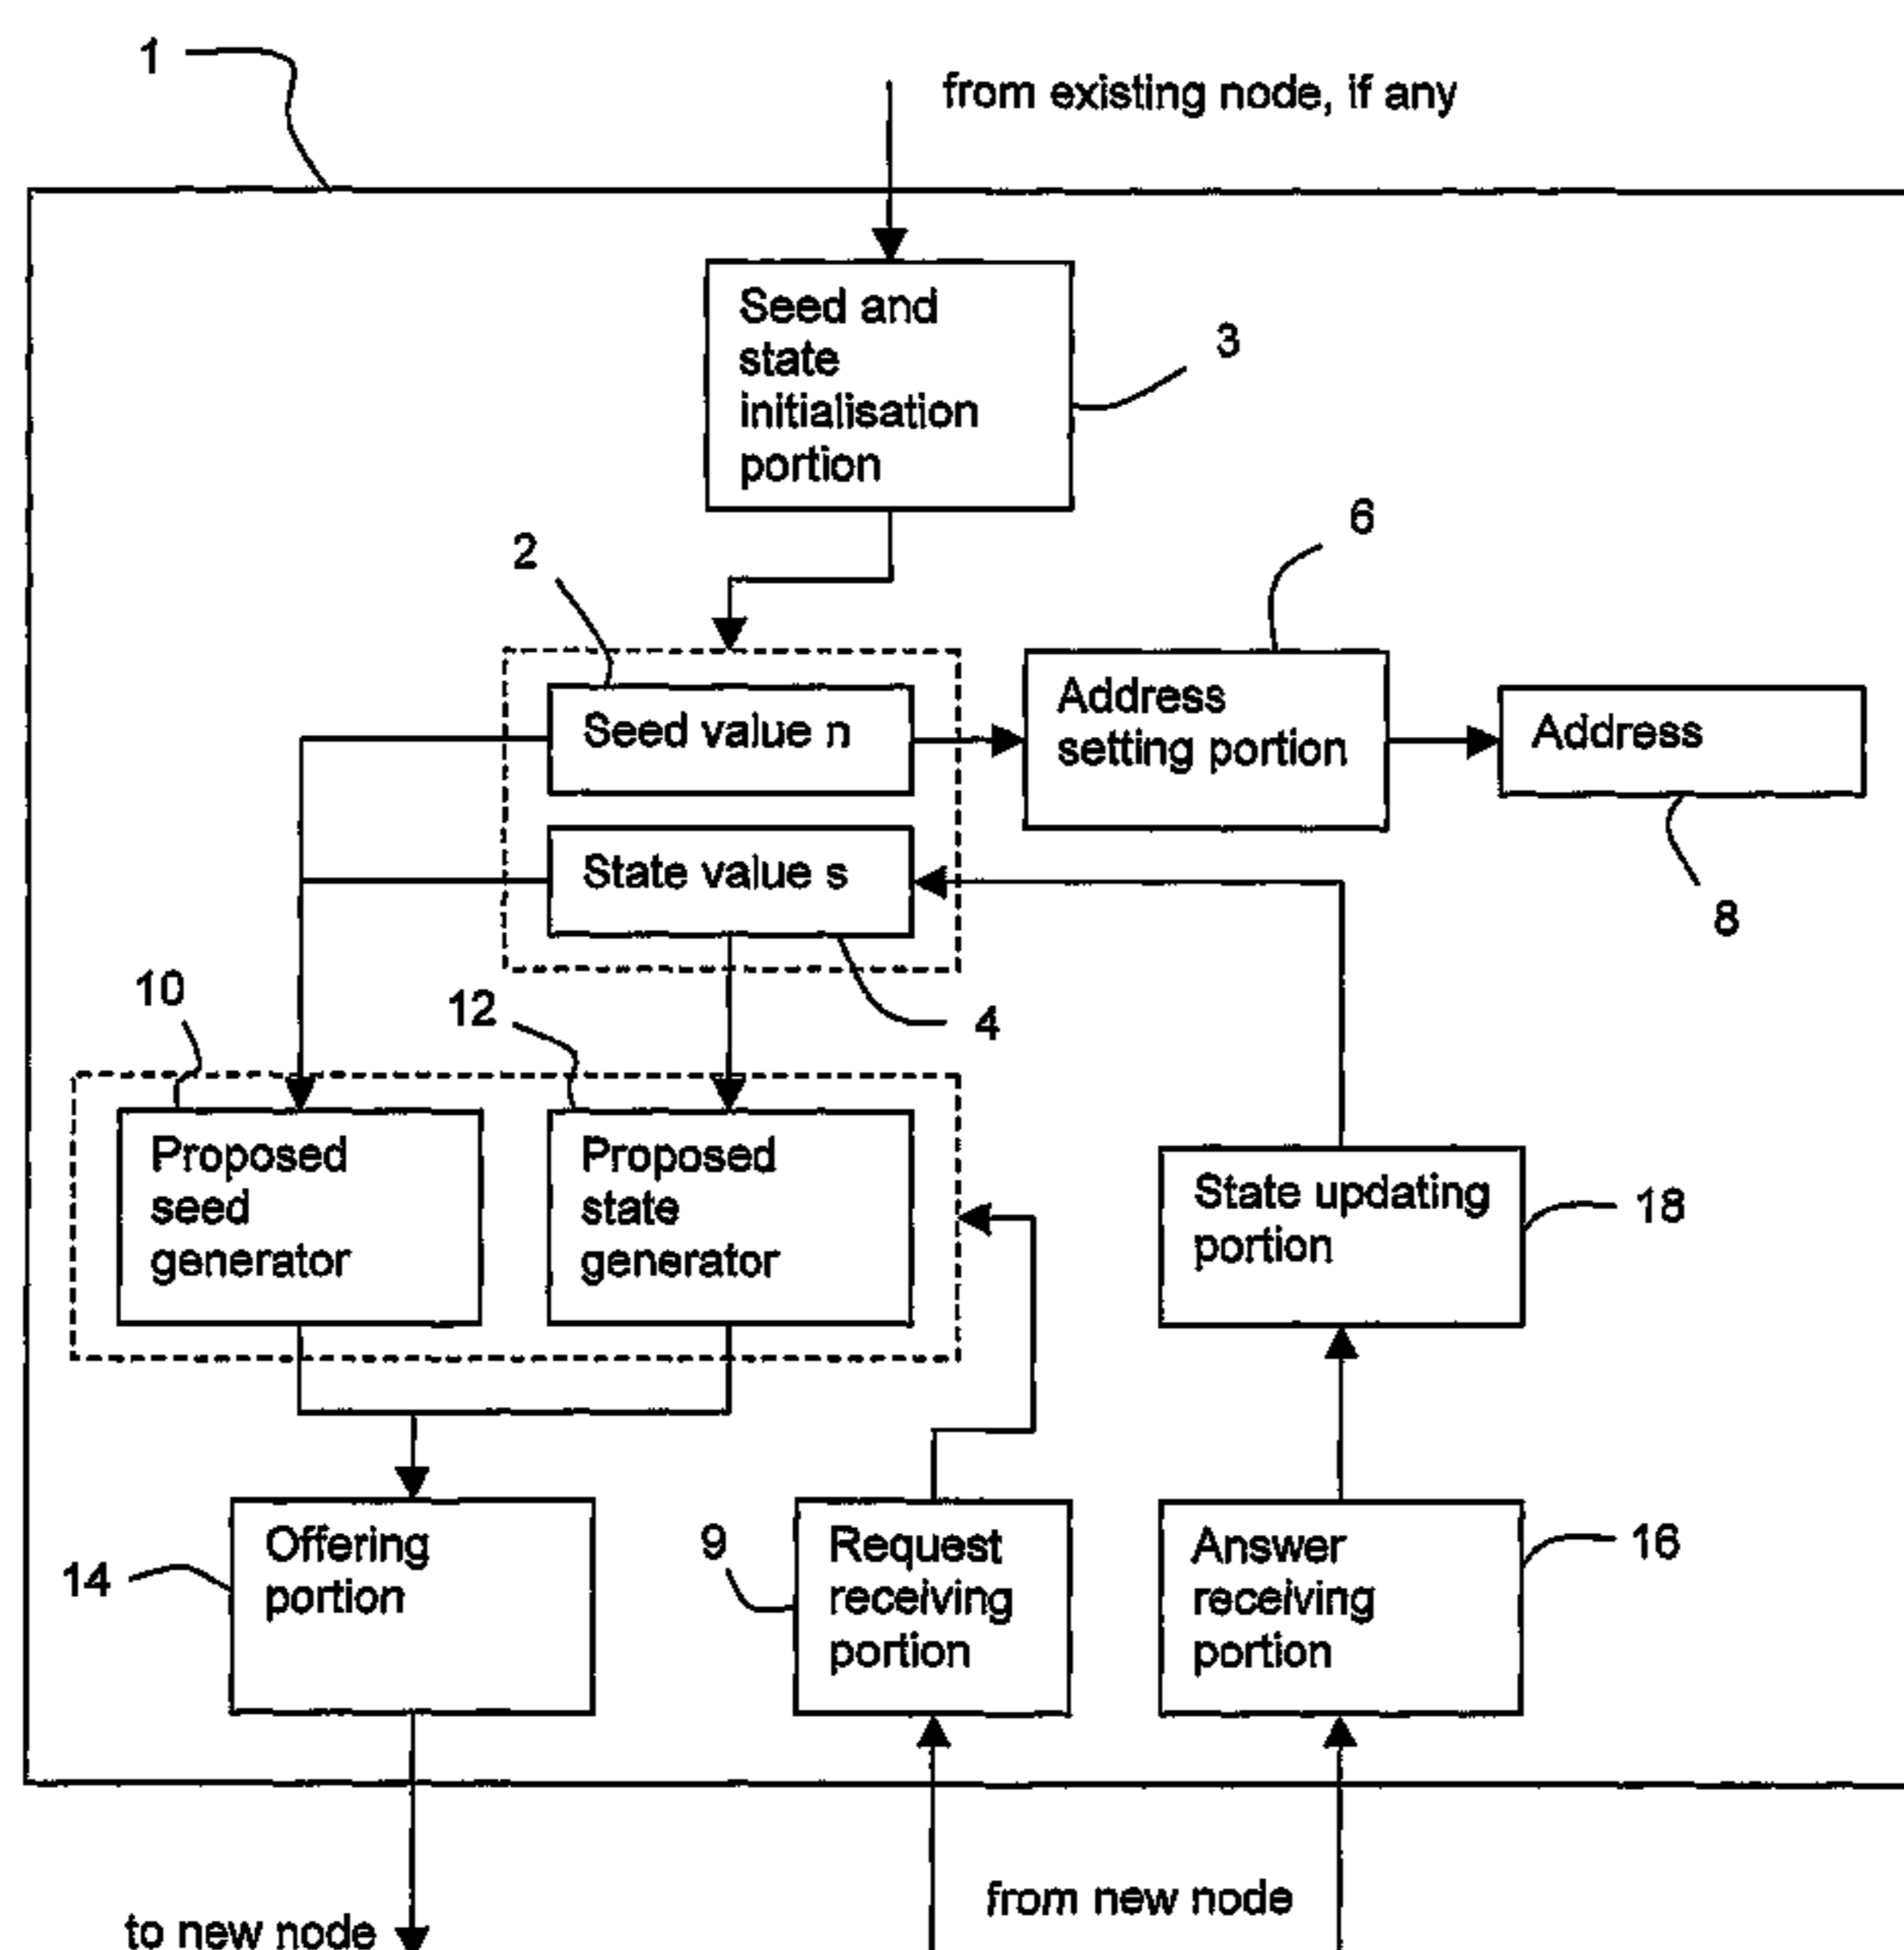 1
from existing node, if any
Seed and
state
initialisation
portion
3
2
6
Seed value n
Address
setting portion
Address
State value s
8
10
12
4
Proposed
seed
generator
Proposed
state
generator
State updating
portion
18
14
Offering
portion
9
Request
receiving
portion
Answer
receiving
portion
16
to new node
from new node